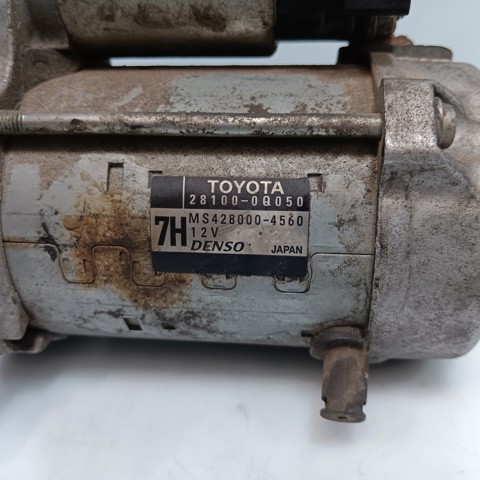 TOYOTA
28100-0Q050
7H MS428000-4560
12V
DENSO JAPAN